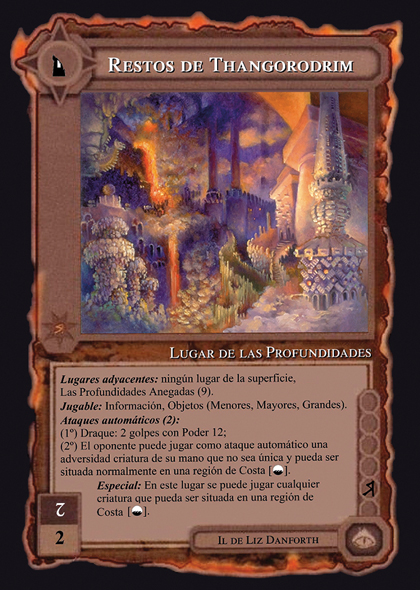 RESTOS DE THANGORODRIM
LUGAR DE LAS PROFUNDIDADES
Lugares adyacentes: ningún lugar de la superficie,
Las Profundidades Anegadas (9).
Jugable: Información, Objetos (Menores, Mayores, Grandes).
Ataques automáticos (2):
(1º) Draque: 2 golpes con Poder 12;
(2º) El oponente puede jugar como ataque automático una
adversidad criatura de su mano que no sea única y pueda ser
situada normalmente en una región de Costa [].
Especial: En este lugar se puede jugar cualquier
criatura que pueda ser situada en una región de
Costa [].
2
IL DE LIZ DANFORTH